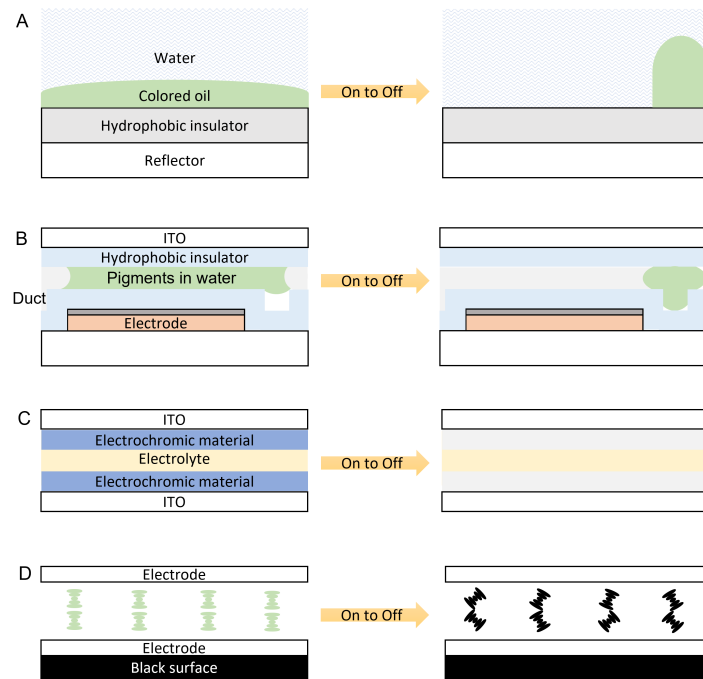 A
Water
Colored oil
On to Off
Hydrophobic insulator
Reflector
B
ITO
Hydrophobic insulator
Pigments in water
On to Off
Duct
Electrode
C
ITO
Electrochromic material
Electrolyte
On to Off
Electrochromic material
ITO
D
Electrode
On to Off
Electrode
Black surface